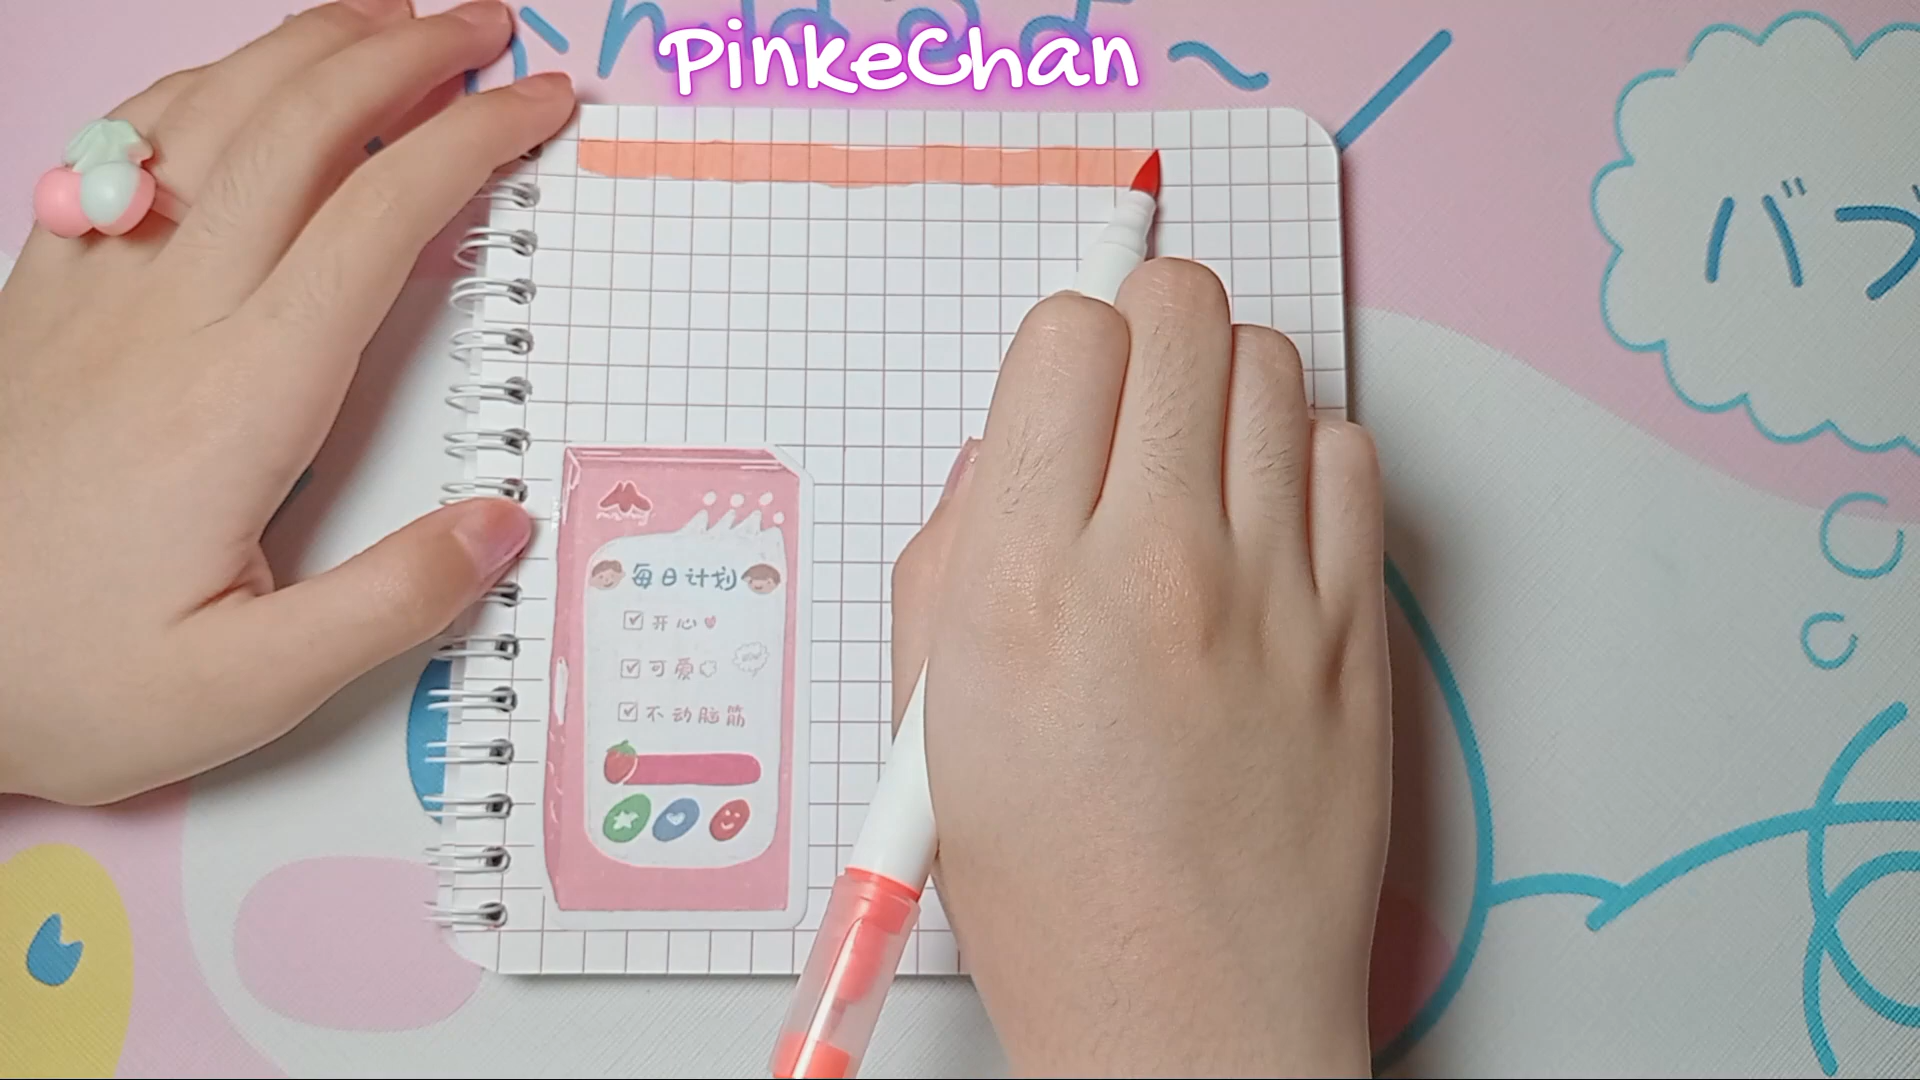 PinkeChan
バブ
每日计划
开心
可爱
不动脑筋